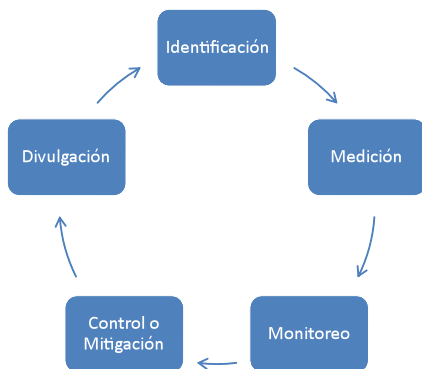 Identificación
Medición
Monitoreo
Control o
Mitigación
Divulgación